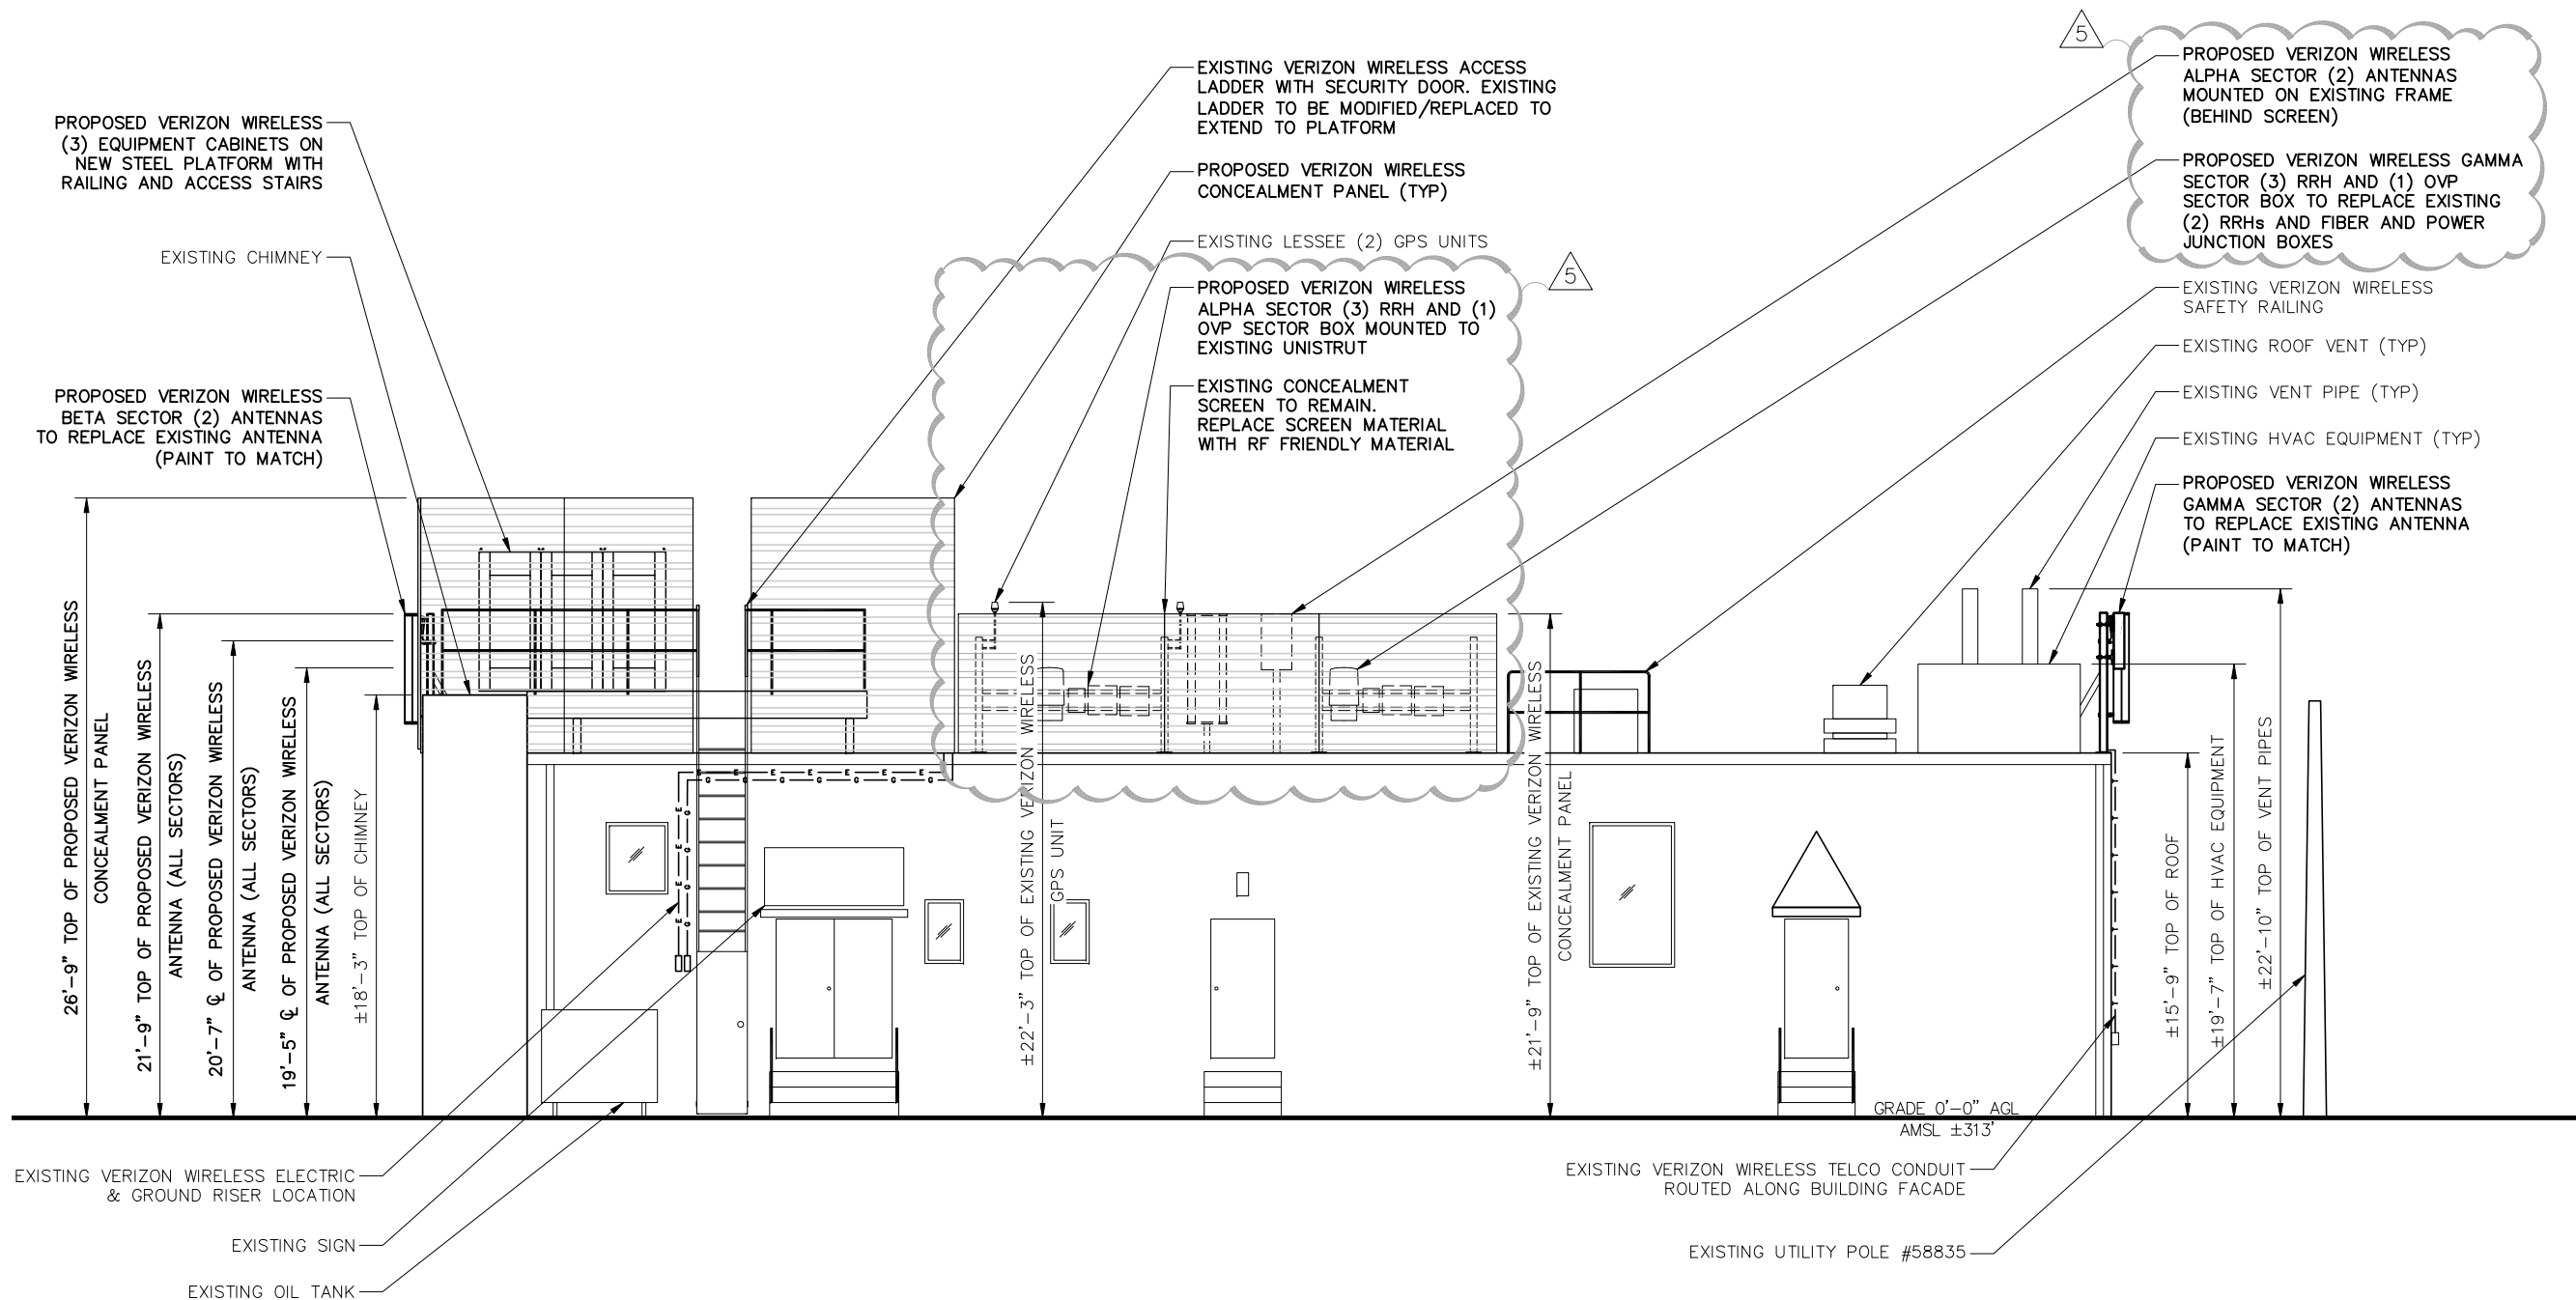 5
PROPOSED VERIZON WIRELESS
ALPHA SECTOR (2) ANTENNAS
MOUNTED ON EXISTING FRAME
(BEHIND SCREEN)
PROPOSED VERIZON WIRELESS GAMMA
SECTOR (3) RRH AND (1) OVP
SECTOR BOX TO REPLACE EXISTING
(2) RRHs AND FIBER AND POWER
JUNCTION BOXES
EXISTING VERIZON WIRELESS
SAFETY RAILING
EXISTING ROOF VENT (TYP)
EXISTING VENT PIPE (TYP)
EXISTING HVAC EQUIPMENT (TYP)
PROPOSED VERIZON WIRELESS
GAMMA SECTOR (2) ANTENNAS
TO REPLACE EXISTING ANTENNA
(PAINT TO MATCH)
EXISTING VERIZON WIRELESS ACCESS
LADDER WITH SECURITY DOOR. EXISTING
LADDER TO BE MODIFIED/REPLACED TO
EXTEND TO PLATFORM
PROPOSED VERIZON WIRELESS
CONCEALMENT PANEL (TYP)
EXISTING LESSEE (2) GPS UNITS
5
PROPOSED VERIZON WIRELESS
ALPHA SECTOR (3) RRH AND (1)
OVP SECTOR BOX MOUNTED TO
EXISTING UNISTRUT
EXISTING CONCEALMENT
SCREEN TO REMAIN.
REPLACE SCREEN MATERIAL
WITH RF FRIENDLY MATERIAL
PROPOSED VERIZON WIRELESS
(3) EQUIPMENT CABINETS ON
NEW STEEL PLATFORM WITH
RAILING AND ACCESS STAIRS
EXISTING CHIMNEY
PROPOSED VERIZON WIRELESS
BETA SECTOR (2) ANTENNAS
TO REPLACE EXISTING ANTENNA
(PAINT TO MATCH)
26'-9" TOP OF PROPOSED VERIZON WIRELESS
CONCEALMENT PANEL
21'-9" TOP OF PROPOSED VERIZON WIRELESS
ANTENNA (ALL SECTORS)
20'-7" ℄ OF PROPOSED VERIZON WIRELESS
ANTENNA (ALL SECTORS)
19'-5" ℄ OF PROPOSED VERIZON WIRELESS
ANTENNA (ALL SECTORS)
±18'-3" TOP OF CHIMNEY
E E E E E E E
G G G G G G G
E E E E
G G G G
±22'-3" TOP OF EXISTING VERIZON WIRELESS
GPS UNIT
±21'-9" TOP OF EXISTING VERIZON WIRELESS
CONCEALMENT PANEL
±15'-9" TOP OF ROOF
±19'-7" TOP OF HVAC EQUIPMENT
±22'-10" TOP OF VENT PIPES
GRADE 0'-0" AGL
AMSL ±313'
EXISTING VERIZON WIRELESS ELECTRIC
& GROUND RISER LOCATION
EXISTING SIGN
EXISTING OIL TANK
EXISTING VERIZON WIRELESS TELCO CONDUIT
ROUTED ALONG BUILDING FACADE
EXISTING UTILITY POLE #58835